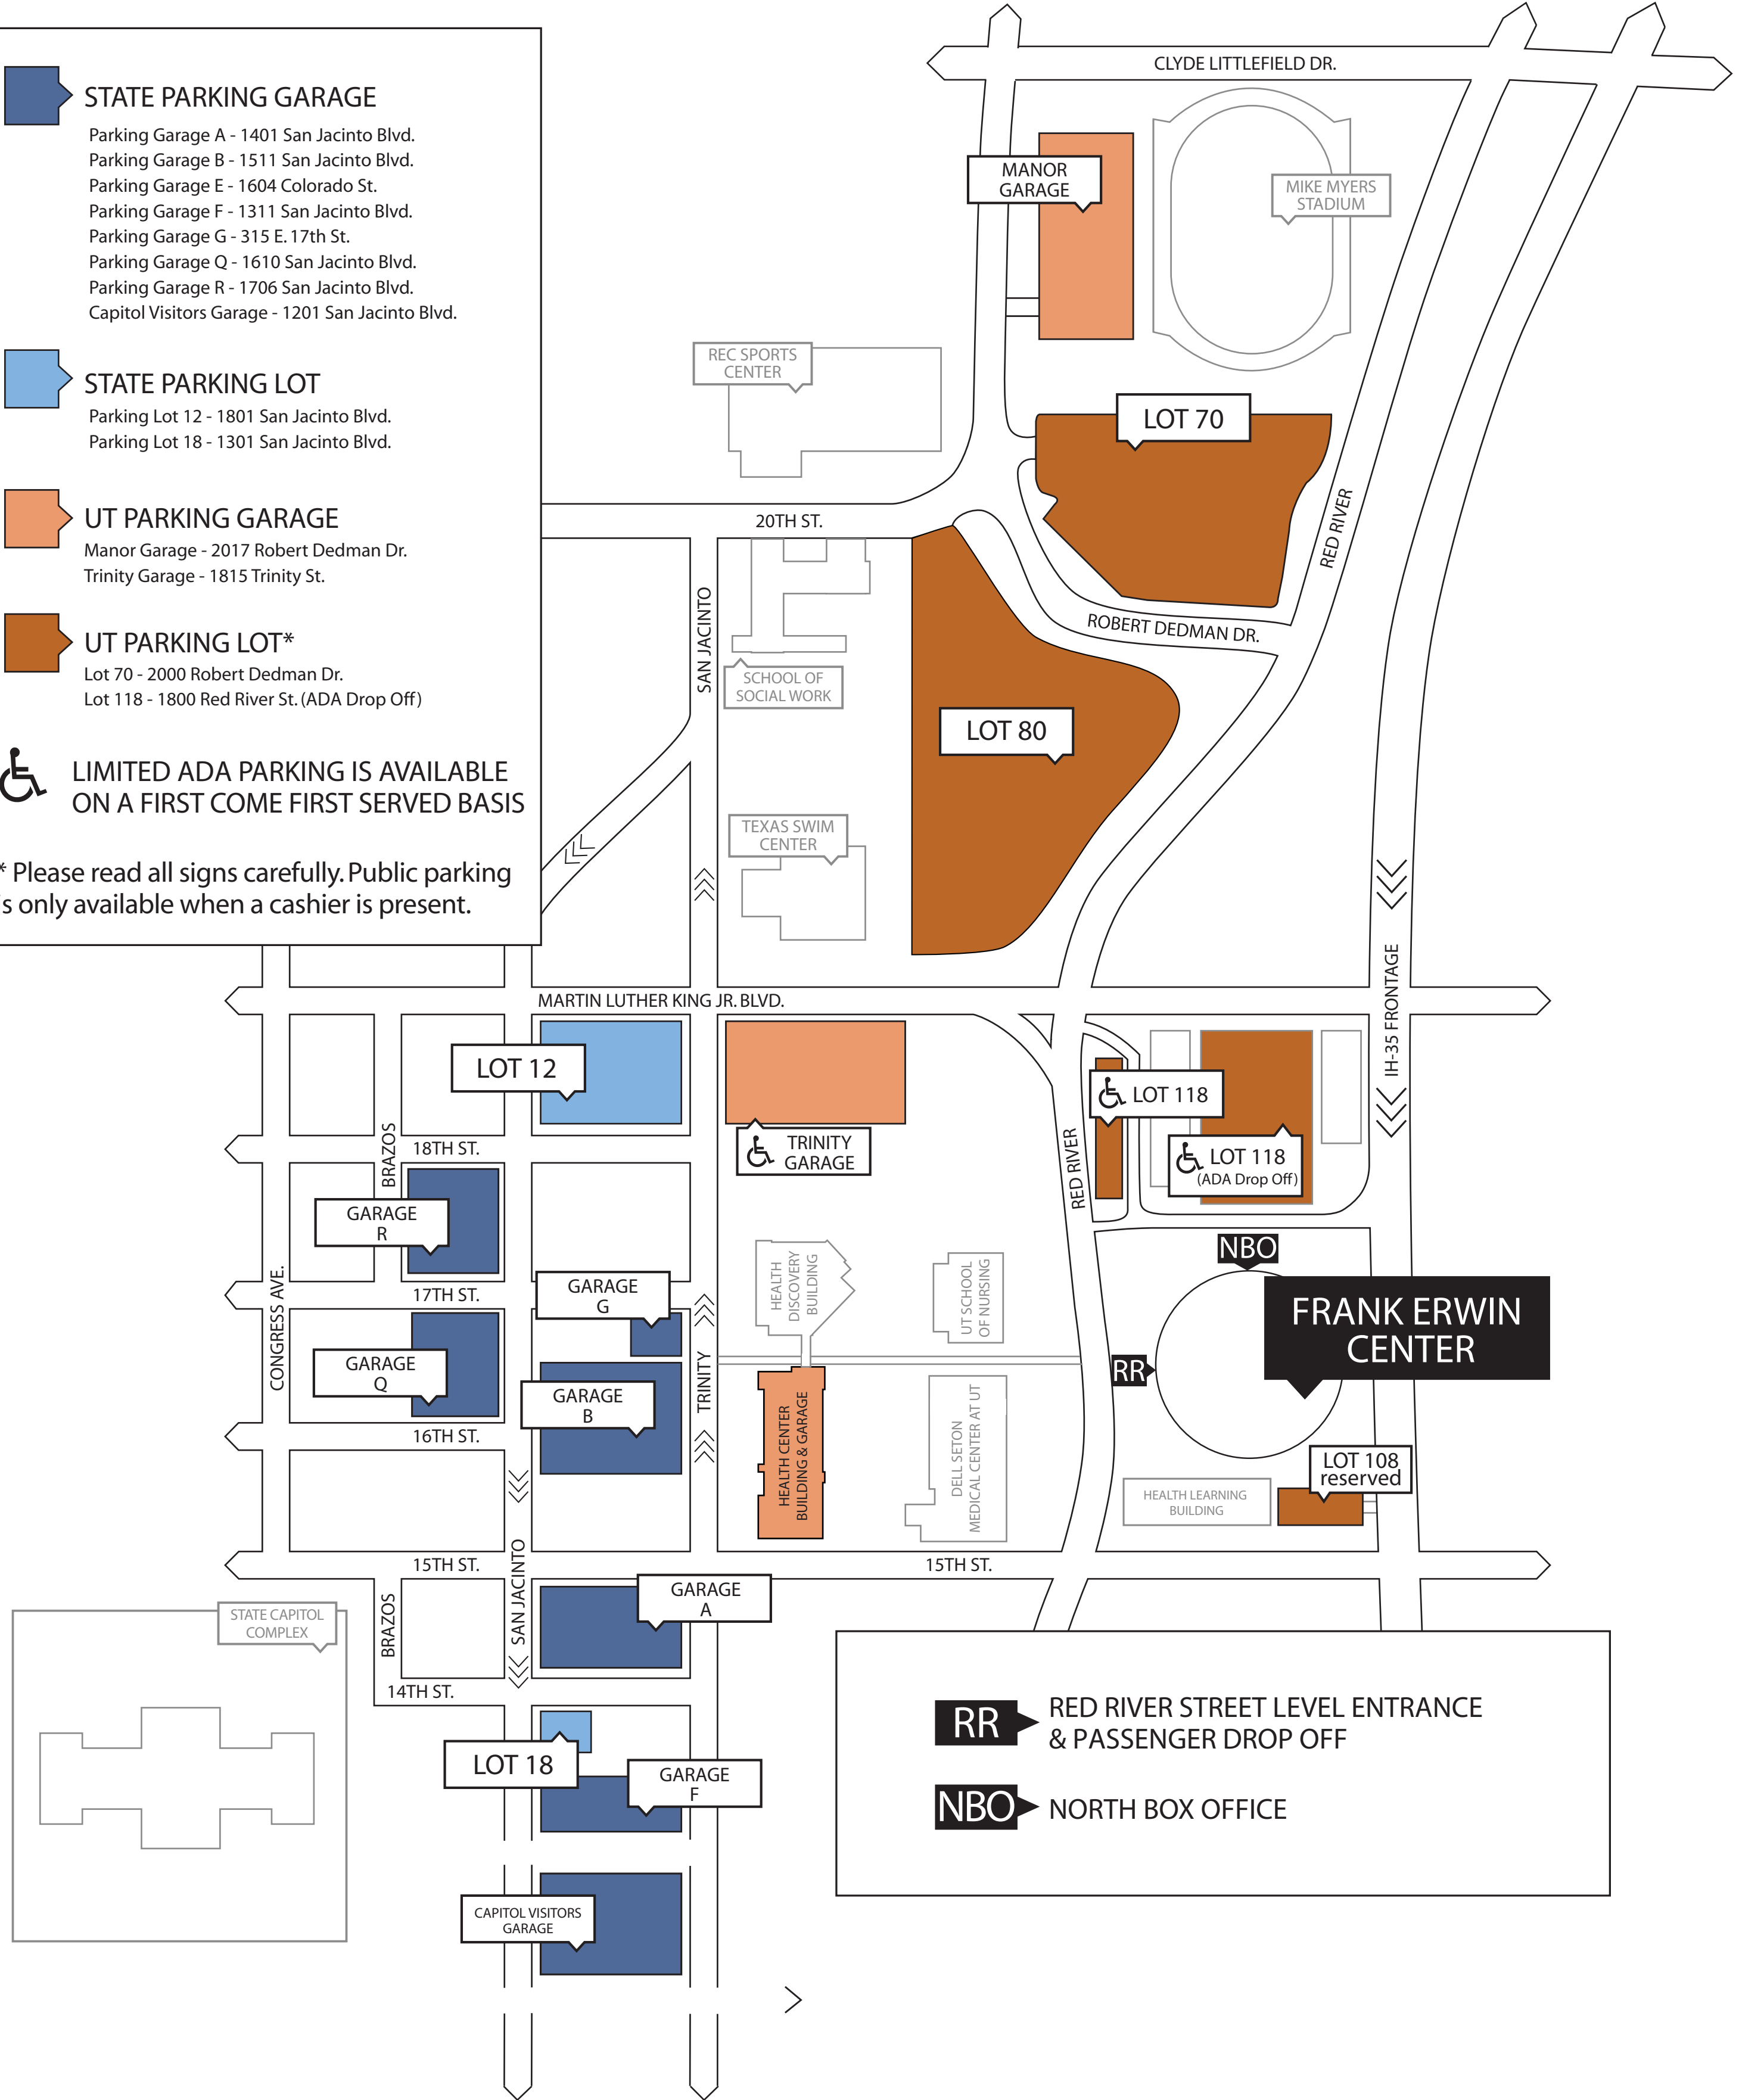 STATE PARKING GARAGE
Parking Garage A - 1401 San Jacinto Blvd.
Parking Garage B - 1511 San Jacinto Blvd.
Parking Garage E - 1604 Colorado St.
Parking Garage F - 1311 San Jacinto Blvd.
Parking Garage G - 315 E. 17th St.
Parking Garage Q - 1610 San Jacinto Blvd.
Parking Garage R - 1706 San Jacinto Blvd.
Capitol Visitors Garage - 1201 San Jacinto Blvd.
STATE PARKING LOT
Parking Lot 12 - 1801 San Jacinto Blvd.
Parking Lot 18 - 1301 San Jacinto Blvd.
UT PARKING GARAGE
Manor Garage - 2017 Robert Dedman Dr.
Trinity Garage - 1815 Trinity St.
UT PARKING LOT*
Lot 70 - 2000 Robert Dedman Dr.
Lot 118 - 1800 Red River St. (ADA Drop Off)
LIMITED ADA PARKING IS AVAILABLE
ON A FIRST COME FIRST SERVED BASIS
* Please read all signs carefully. Public parking
s only available when a cashier is present.
CLYDE LITTLEFIELD DR.
MANOR
GARAGE
MIKE MYERS
STADIUM
REC SPORTS
CENTER
LOT 70
20TH ST.
RED RIVER
SAN JACINTO
ROBERT DEDMAN DR.
SCHOOL OF
SOCIAL WORK
LOT 80
TEXAS SWIM
CENTER
MARTIN LUTHER KING JR. BLVD.
IH-35 FRONTAGE
LOT 12
LOT 118
TRINITY
GARAGE
LOT 118
(ADA Drop Off)
BRAZOS
18TH ST.
RED RIVER
GARAGE
R
NBO
CONGRESS AVE.
17TH ST.
GARAGE
G
HEALTH
DISCOVERY
BUILDING
UT SCHOOL
OF NURSING
FRANK ERWIN
CENTER
RR
GARAGE
Q
GARAGE
B
TRINITY
16TH ST.
HEALTH CENTER
BUILDING & GARAGE
DELL SETON
MEDICAL CENTER AT UT
LOT 108
reserved
HEALTH LEARNING
BUILDING
15TH ST.
15TH ST.
SAN JACINTO
BRAZOS
GARAGE
A
STATE CAPITOL
COMPLEX
14TH ST.
LOT 18
GARAGE
F
CAPITOL VISITORS
GARAGE
RR
RED RIVER STREET LEVEL ENTRANCE
& PASSENGER DROP OFF
NBO
NORTH BOX OFFICE